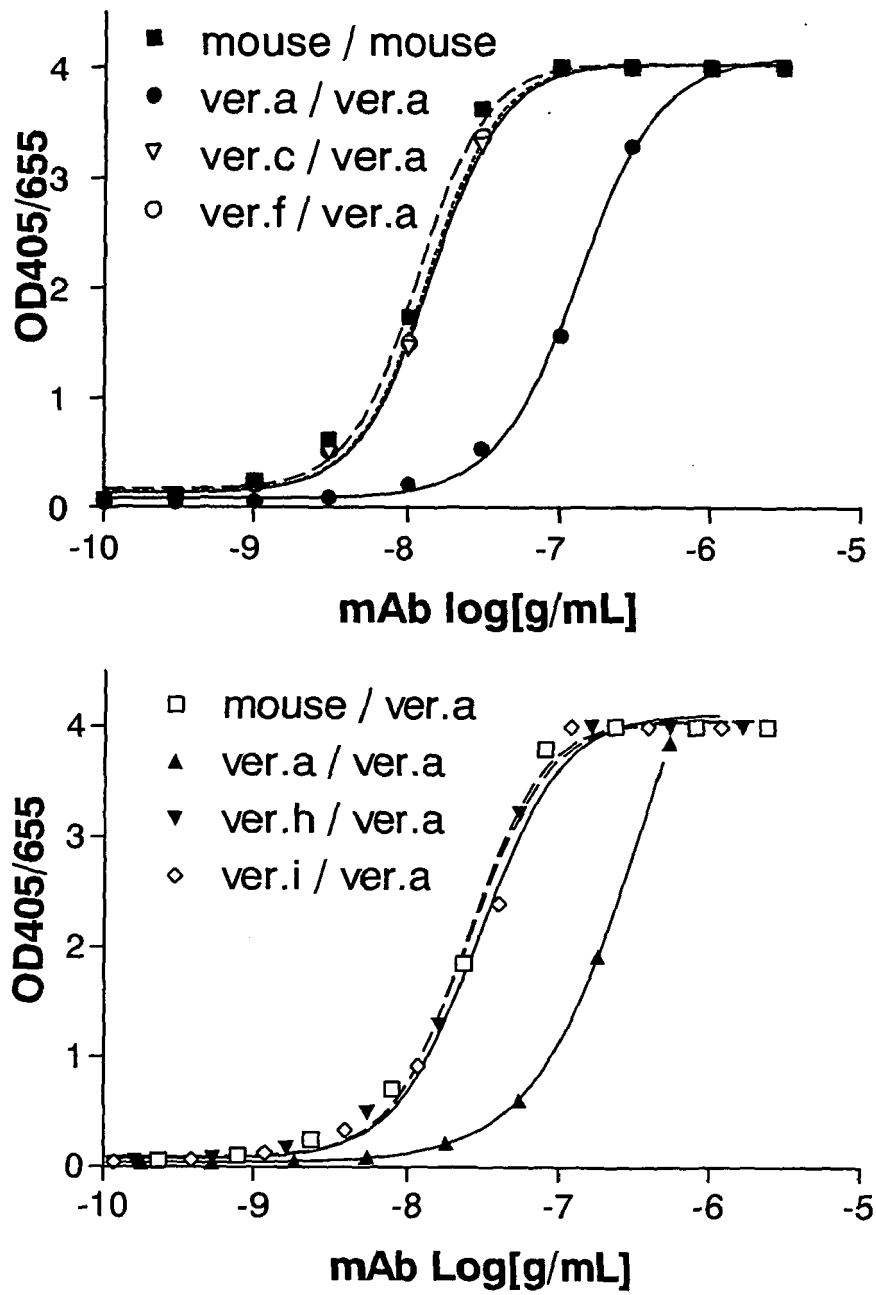 mouse / mouse
ver.a / ver.a
ver.c / ver.a
ver.f / ver.a
OD405/655
4
3
2
1
0
-10 -9 -8 -7 -6 -5
mAb log[g/mL]
mouse / ver.a
ver.a / ver.a
ver.h / ver.a
ver.i / ver.a
OD405/655
4
3
2
1
0
-10 -9 -8 -7 -6 -5
mAb Log[g/mL]